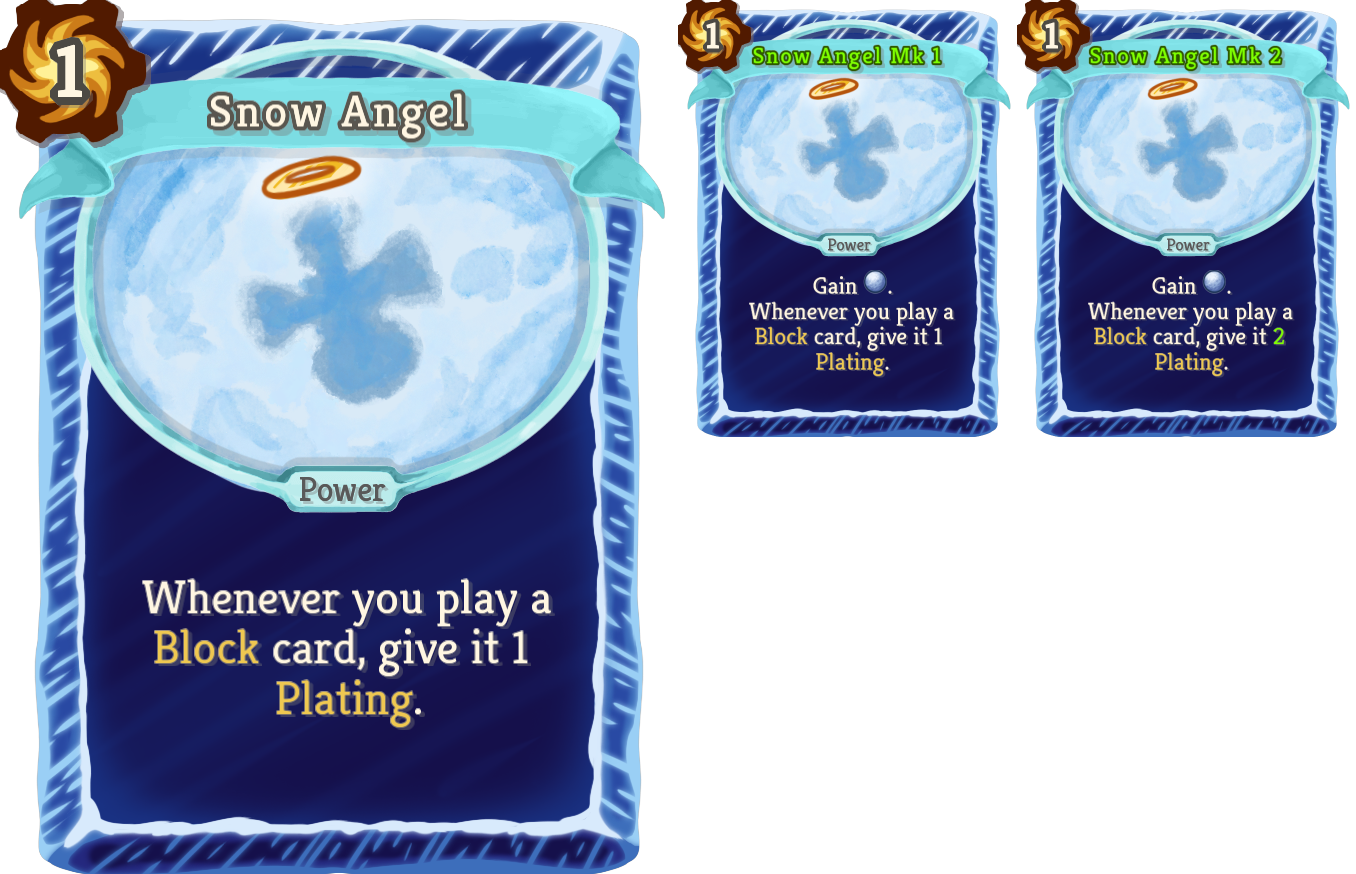 1
Snow Angel
Power
Whenever you play a
Block card, give it 1
Plating.
1
Snow Angel Mk 1
Power
Gain .
Whenever you play a
Block card, give it 1
Plating.
1
Snow Angel Mk 2
Power
Gain .
Whenever you play a
Block card, give it 2
Plating.